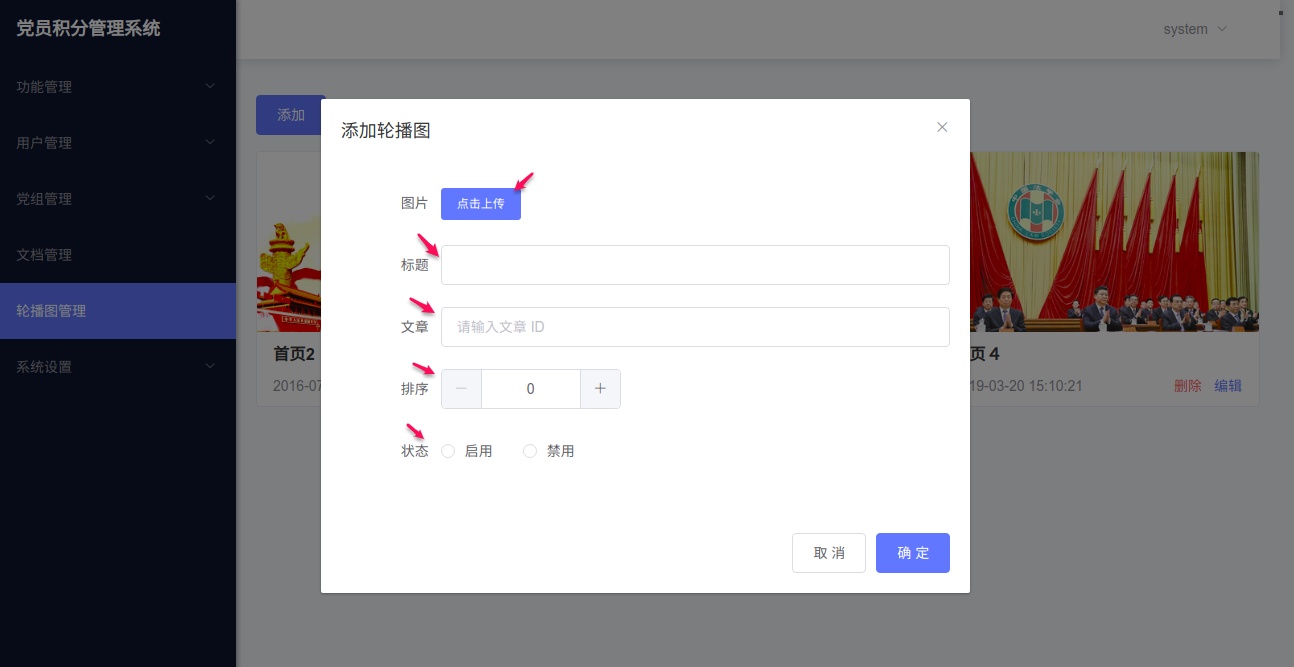 党员积分管理系统
system
功能管理
用户管理
党组管理
文档管理
轮播图管理
系统设置
添加
添加轮播图
图片
点击上传
标题
文章
请输入文章 ID
排序
0
状态
启用
禁用
取 消
确 定
首页2
2016-07
页 4
19-03-20 15:10:21
删除
编辑